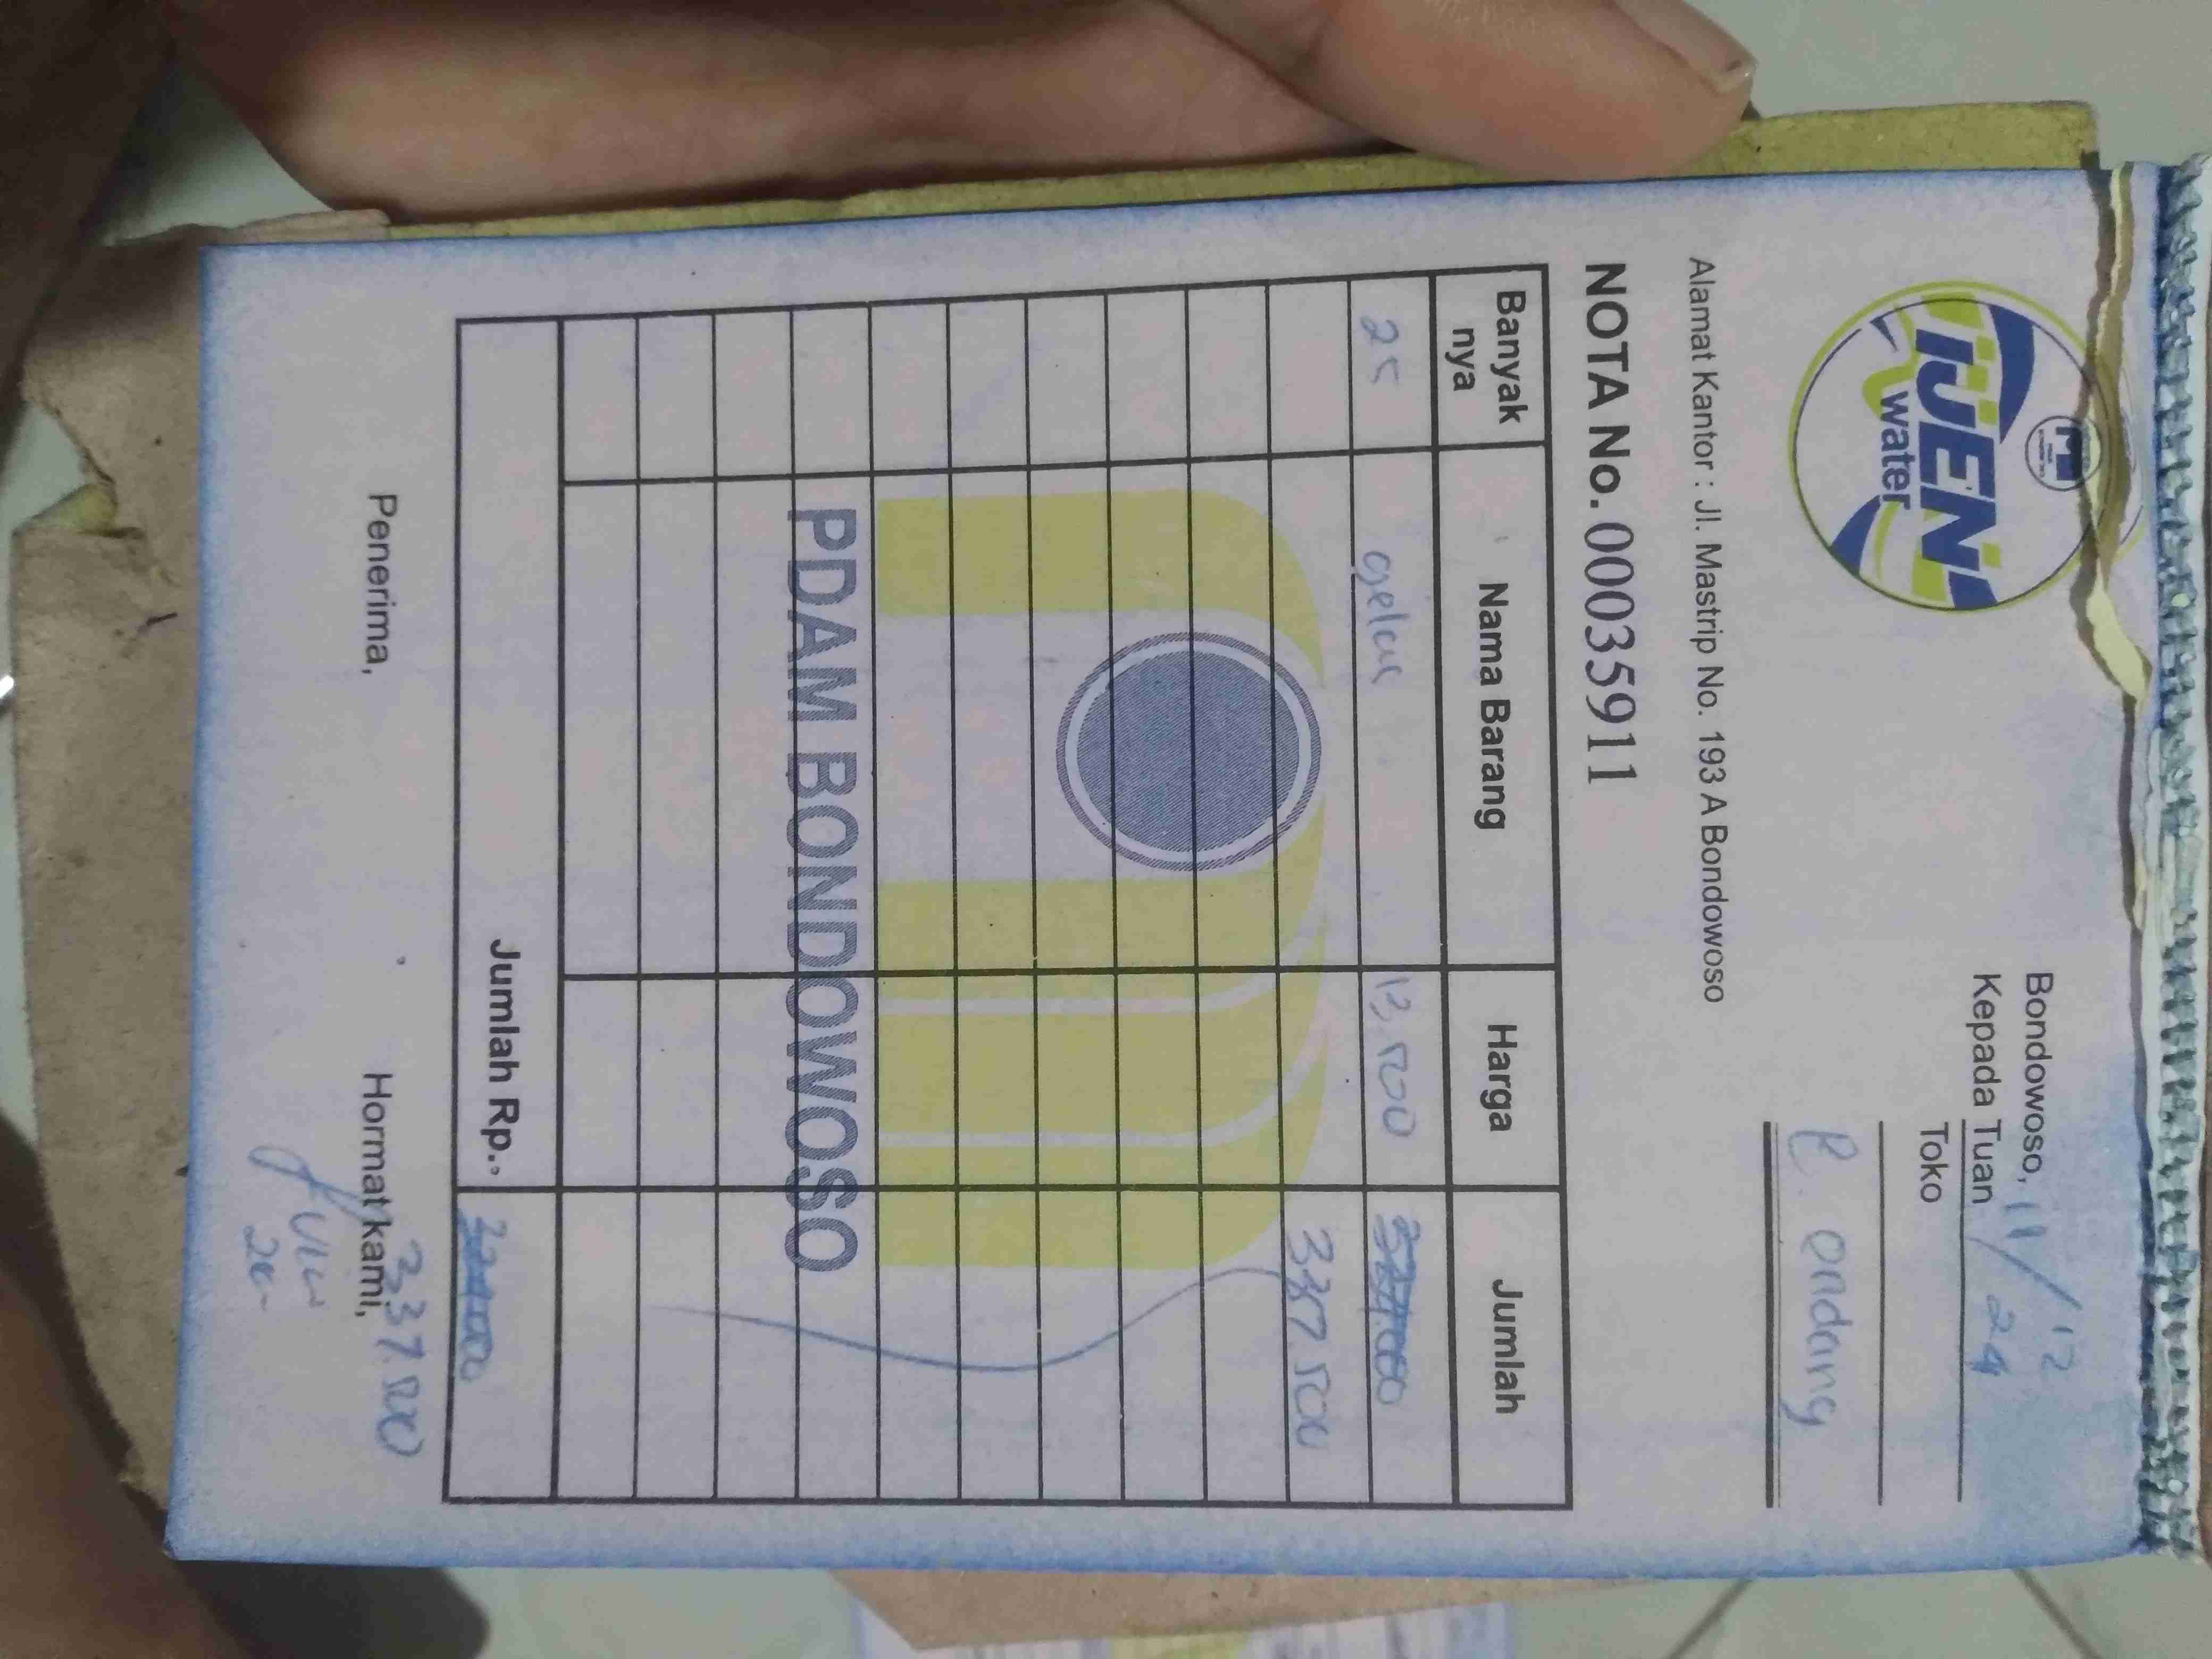 IJEN
water
Bondowoso, 11/12
Kepada Tuan 24
Toko
P. Endang
Alamat Kantor : Jl. Mastrip No. 193 A Bondowoso
NOTA No. 00035911
Banyak nya Nama Barang Harga Jumlah
25 gelas 13,500 324.000
337.500
PDAM BONDOWOSO
Jumlah Rp. 324.000
337.500
Penerima, Hormat kami,